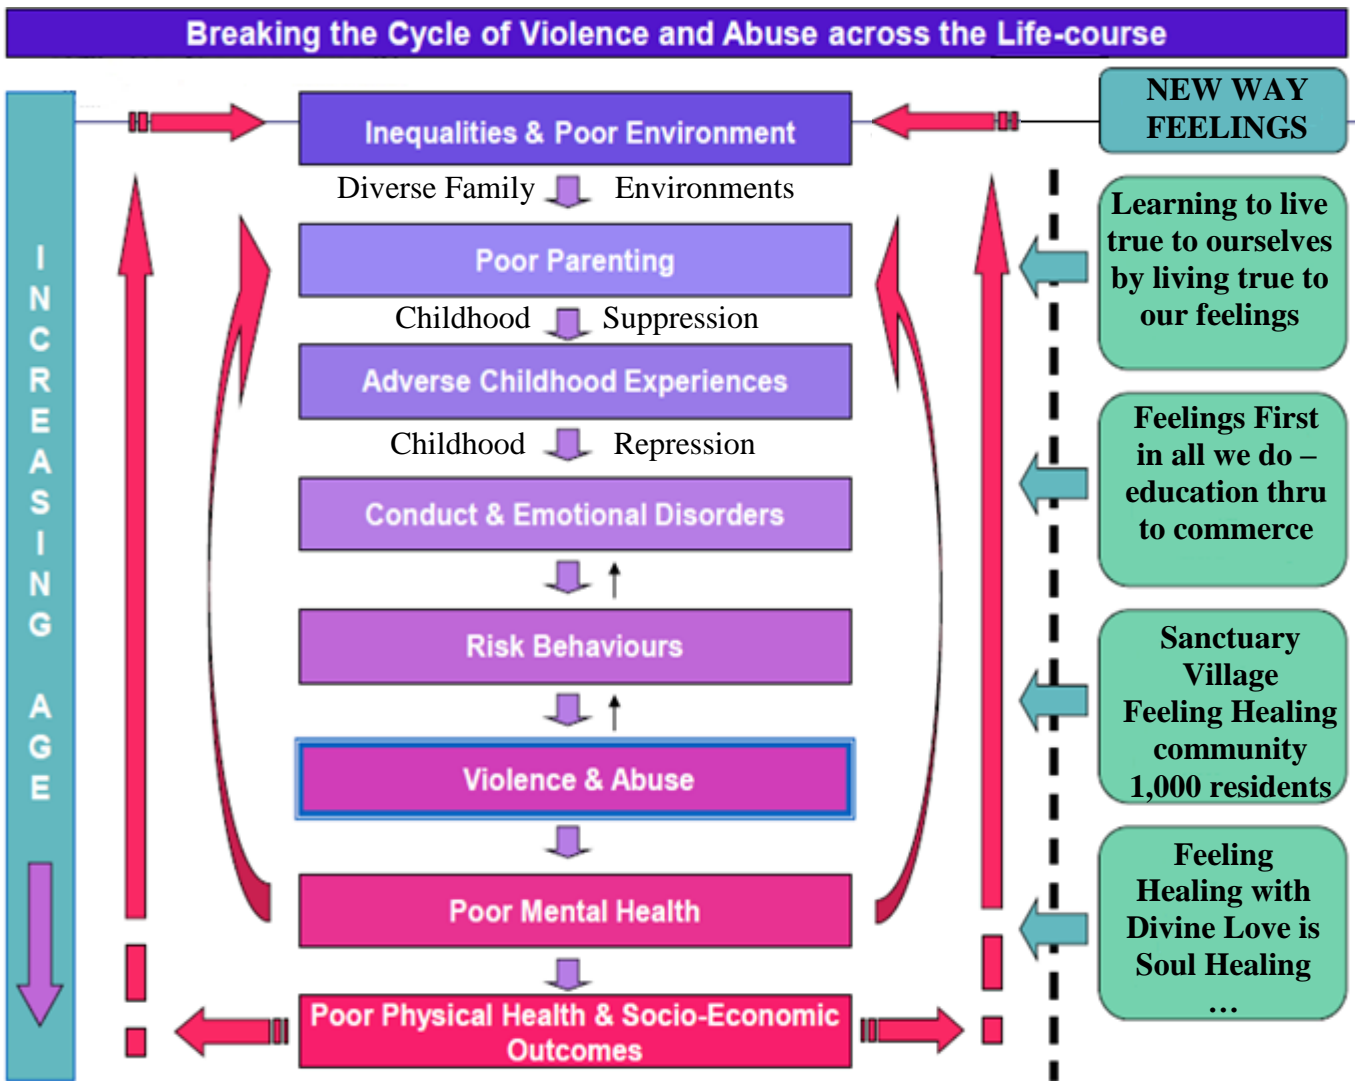 Breaking the Cycle of Violence and Abuse across the Life-course
INCREASING AGE
Inequalities & Poor Environment
Diverse Family Environments
Poor Parenting
Childhood Suppression
Adverse Childhood Experiences
Childhood Repression
Conduct & Emotional Disorders
Risk Behaviours
Violence & Abuse
Poor Mental Health
Poor Physical Health & Socio-Economic
Outcomes
NEW WAY
FEELINGS
Learning to live
true to ourselves
by living true to
our feelings
Feelings First
in all we do –
education thru
to commerce
Sanctuary
Village
Feeling Healing
community
1,000 residents
Feeling
Healing with
Divine Love is
Soul Healing
…